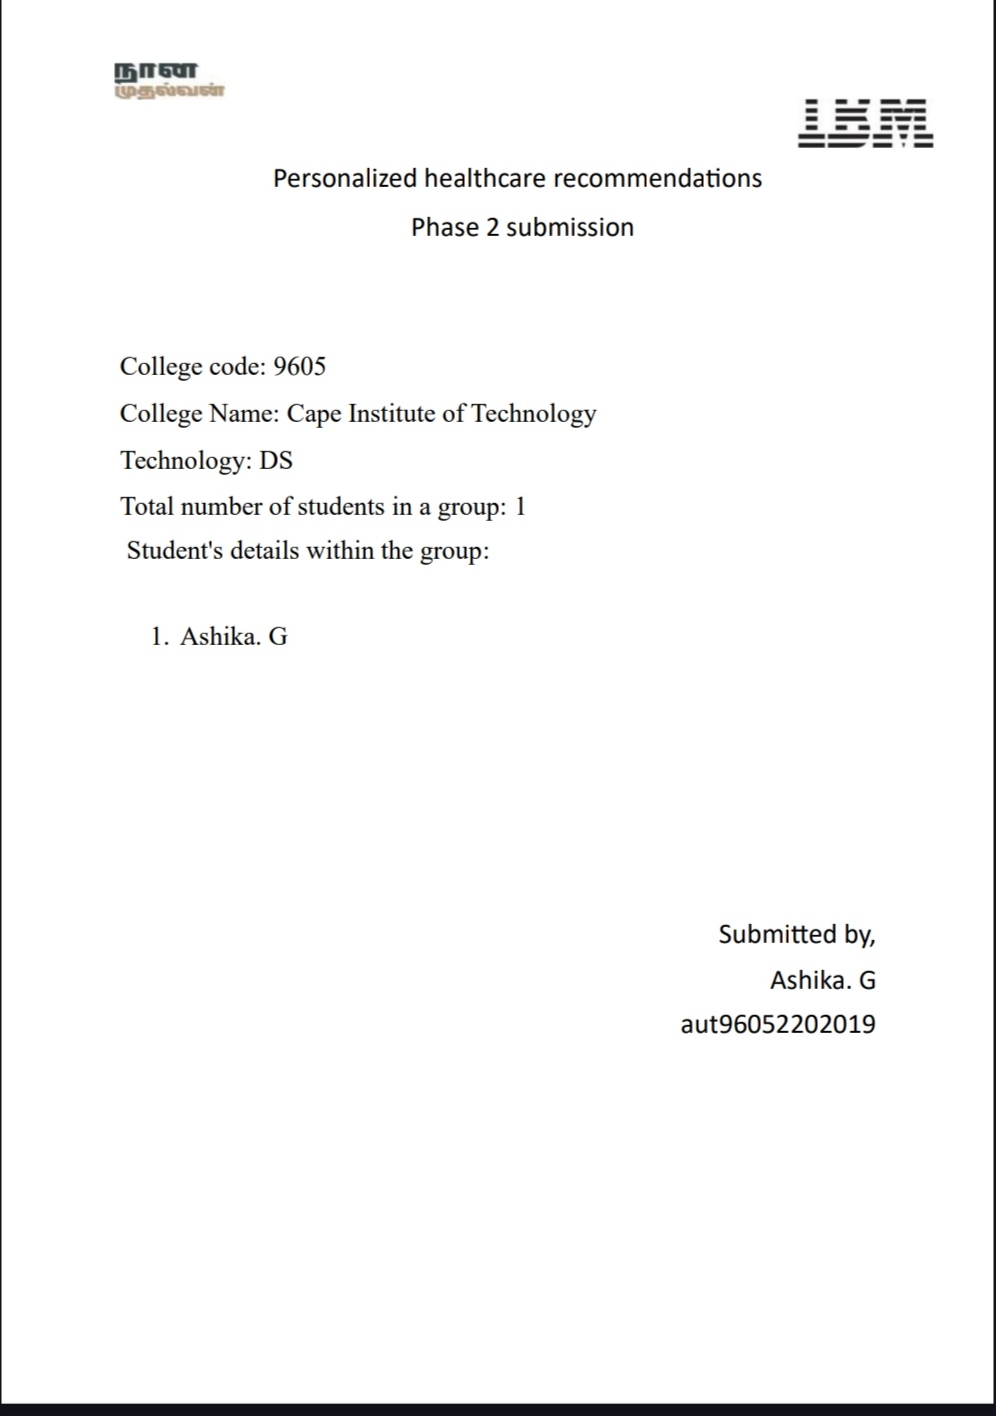 நான
முதல்வன்
IBM
Personalized healthcare recommendations
Phase 2 submission
College code: 9605
College Name: Cape Institute of Technology
Technology: DS
Total number of students in a group: 1
Student's details within the group:
1. Ashika. G
Submitted by,
Ashika. G
aut96052202019